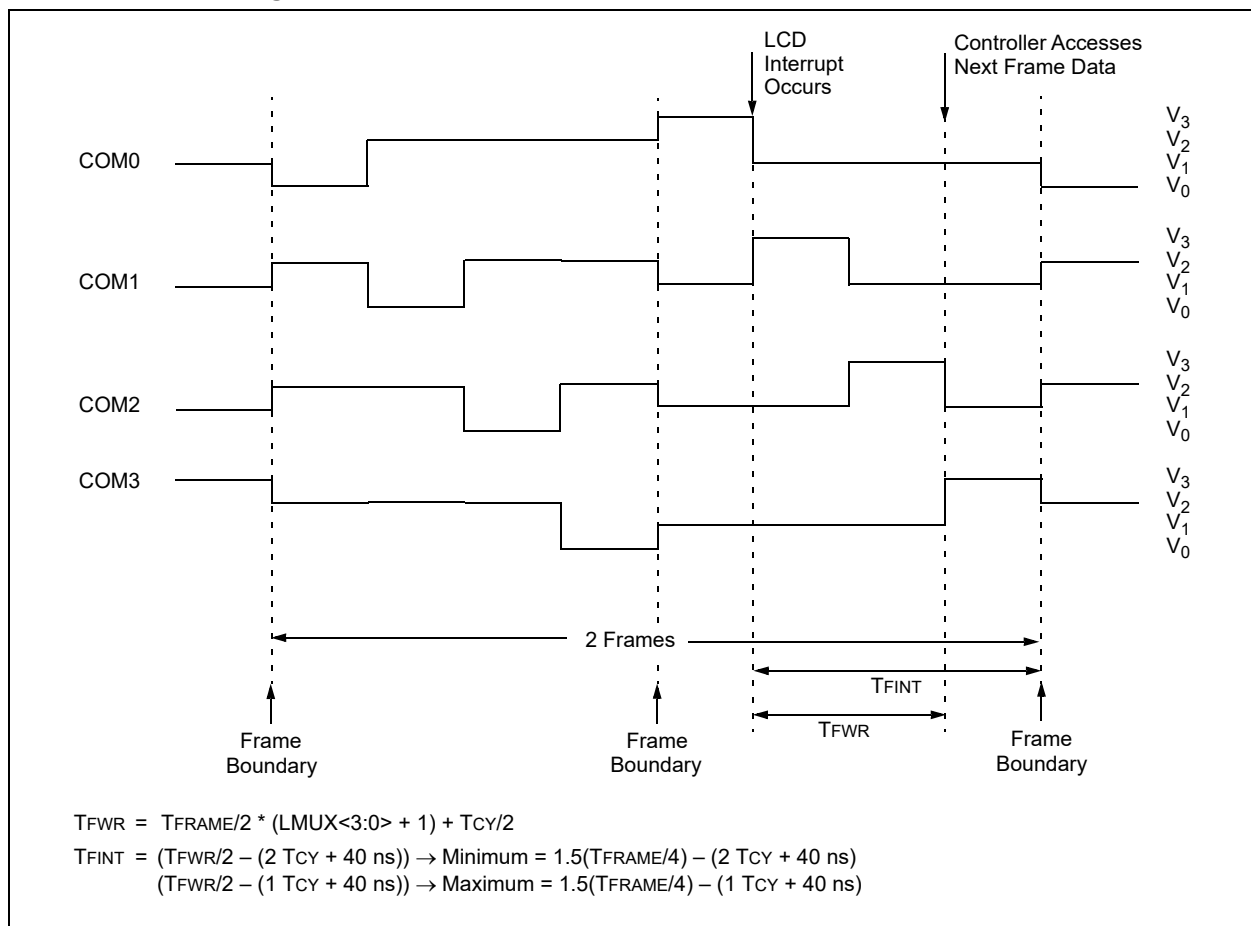 LCD
Interrupt
Occurs
Controller Accesses
Next Frame Data
COM0
V3
V2
V1
V0
COM1
V3
V2
V1
V0
COM2
V3
V2
V1
V0
COM3
V3
V2
V1
V0
2 Frames
TFINT
TFWR
Frame
Boundary
Frame
Boundary
Frame
Boundary
TFWR = TFRAME/2 * (LMUX<3:0> + 1) + TCY/2
TFINT = (TFWR/2 – (2 TCY + 40 ns)) → Minimum = 1.5(TFRAME/4) – (2 TCY + 40 ns)
(TFWR/2 – (1 TCY + 40 ns)) → Maximum = 1.5(TFRAME/4) – (1 TCY + 40 ns)